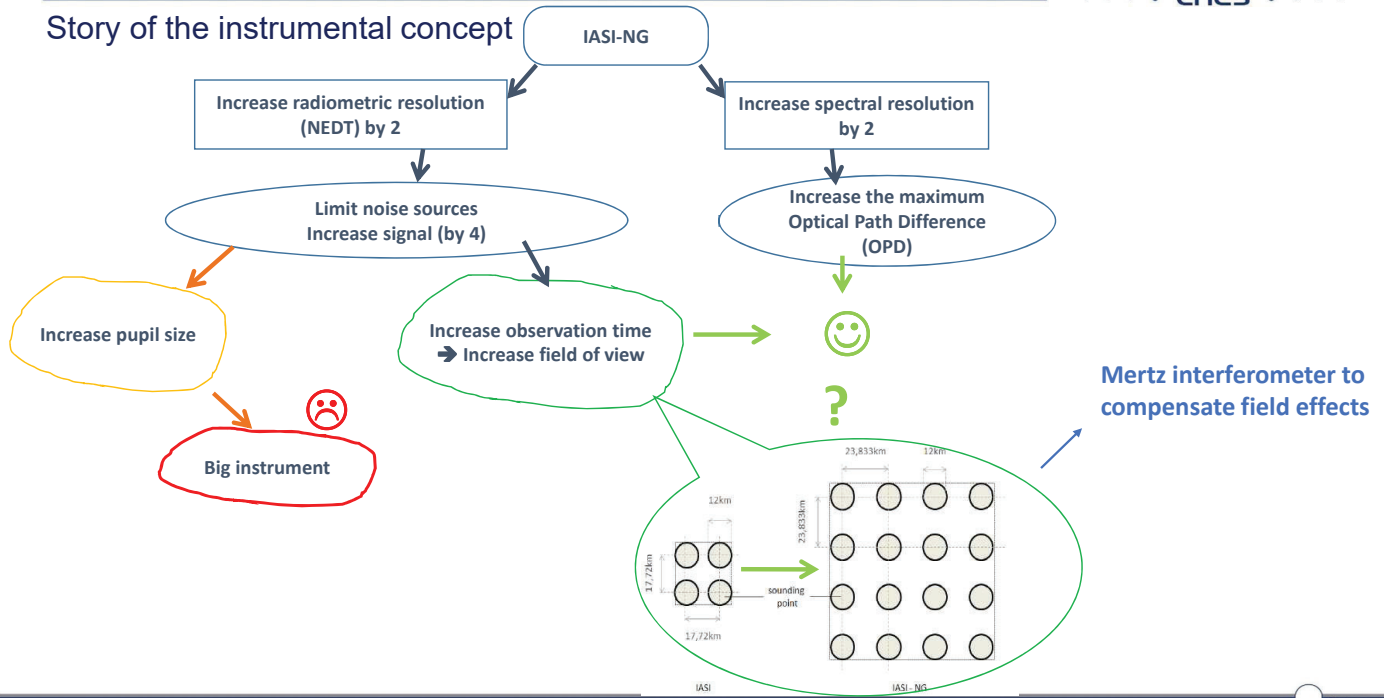 cnes
Story of the instrumental concept
IASI-NG
Increase radiometric resolution
(NEDT) by 2
Increase spectral resolution
by 2
Limit noise sources
Increase signal (by 4)
Increase the maximum
Optical Path Difference
(OPD)
Increase pupil size
Increase observation time
➔ Increase field of view
Big instrument
?
Mertz interferometer to
compensate field effects
23,833km
12km
23,833km
12km
17,72km
sounding
point
17,72km
IASI
IASI - NG